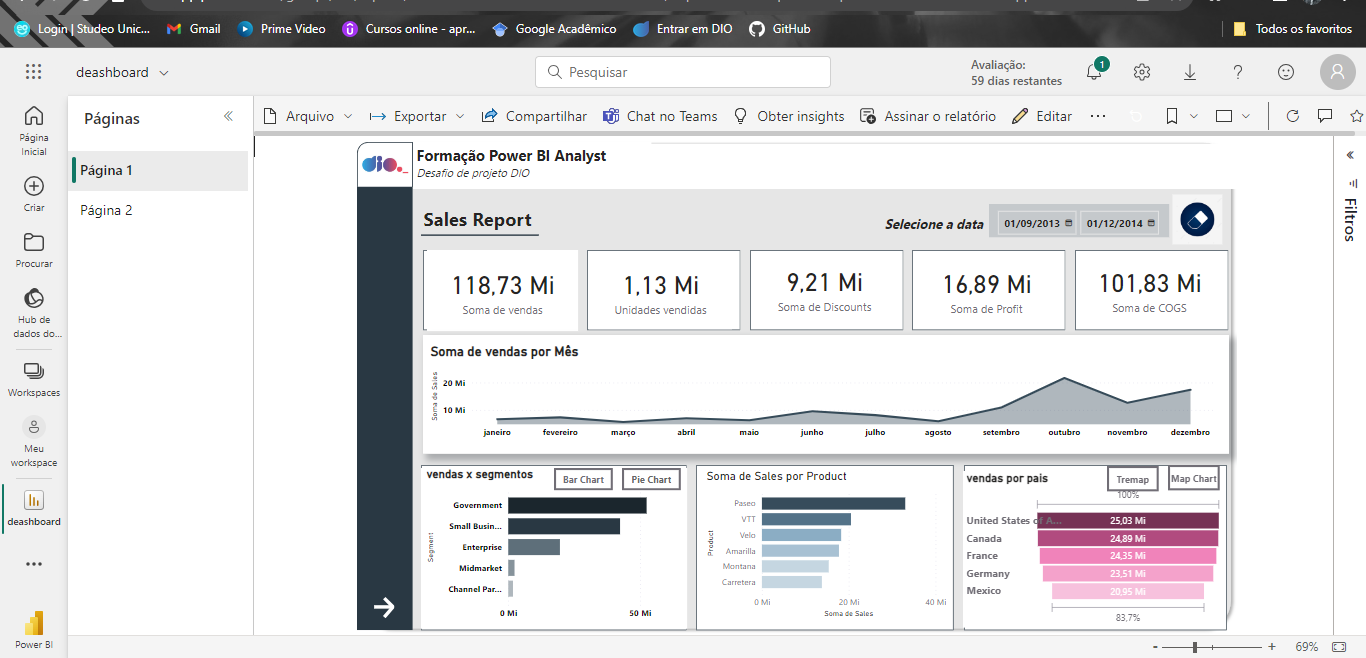 Login | Studeo Unic...
Gmail
Prime Video
Cursos online - apr...
Google Acadêmico
Entrar em DIO
GitHub
Todos os favoritos
deashboard
Pesquisar
Avaliação:
59 dias restantes
1
Página
Inicial
Criar
Procurar
Hub de
dados do...
Workspaces
Meu
workspace
deashboard
Power BI
Páginas
Página 1
Página 2
Arquivo
Exportar
Compartilhar
Chat no Teams
Obter insights
Assinar o relatório
Editar
Filtros
dio._
Formação Power BI Analyst
Desafio de projeto DIO
Sales Report
Selecione a data
01/09/2013
01/12/2014
118,73 Mi
Soma de vendas
1,13 Mi
Unidades vendidas
9,21 Mi
Soma de Discounts
16,89 Mi
Soma de Profit
101,83 Mi
Soma de COGS
Soma de vendas por Mês
Soma de Sales
20 Mi
10 Mi
janeiro
fevereiro
março
abril
maio
junho
julho
agosto
setembro
outubro
novembro
dezembro
vendas x segmentos
Bar Chart
Pie Chart
Segment
Government
Small Busin...
Enterprise
Midmarket
Channel Par...
0 Mi
50 Mi
Soma de Sales por Product
Product
Paseo
VTT
Velo
Amarilla
Montana
Carretera
0 Mi
20 Mi
40 Mi
Soma de Sales
vendas por pais
Tremap
Map Chart
100%
United States of A...
25,03 Mi
Canada
24,89 Mi
France
24,35 Mi
Germany
23,51 Mi
Mexico
20,95 Mi
83,7%
69%